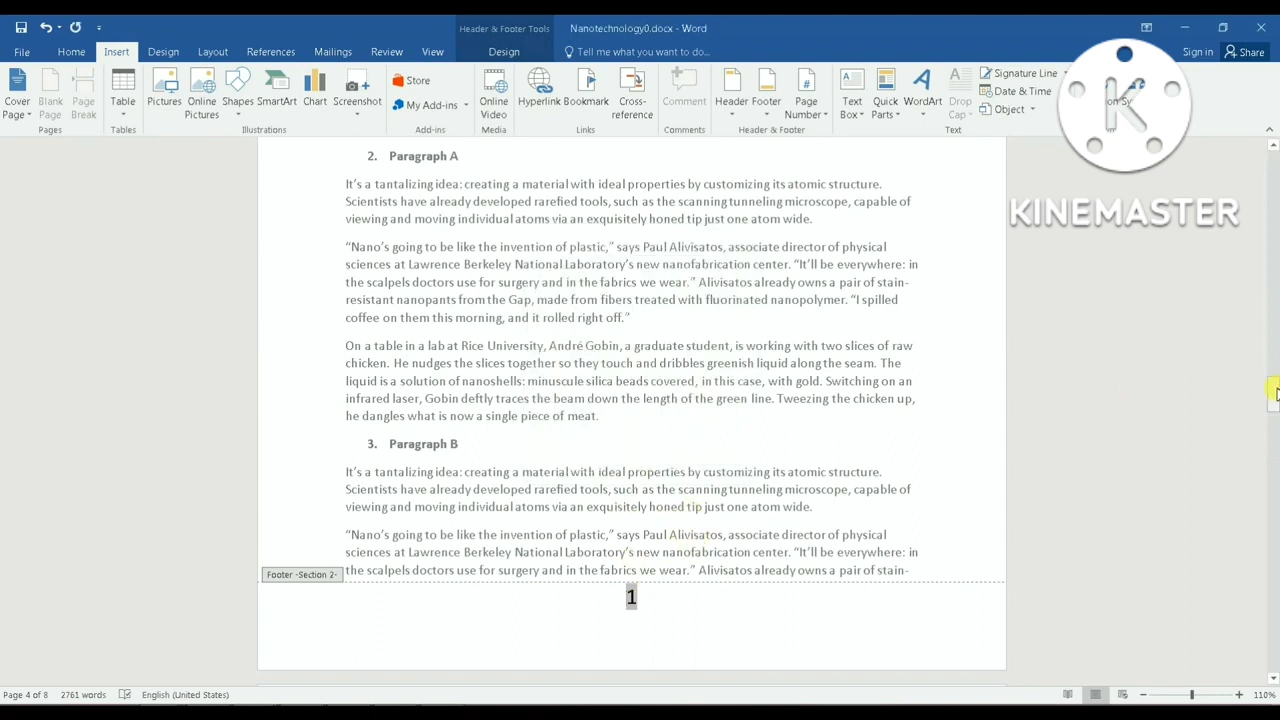 Header & Footer Tools
Nanotechnology0.docx - Word
File
Home
Insert
Design
Layout
References
Mailings
Review
View
Design
Tell me what you want to do...
Sign in
Share
Cover Page
Blank Page
Page Break
Table
Pictures
Online Pictures
Shapes
SmartArt
Chart
Screenshot
Store
My Add-ins
Online Video
Hyperlink
Bookmark
Cross-reference
Comment
Header
Footer
Page Number
Text Box
Quick Parts
WordArt
Drop Cap
Signature Line
Date & Time
Object
Pages
Tables
Illustrations
Add-ins
Media
Links
Comments
Header & Footer
Text
K
KINEMASTER
2. Paragraph A
It's a tantalizing idea: creating a material with ideal properties by customizing its atomic structure.
Scientists have already developed rarefied tools, such as the scanning tunneling microscope, capable of
viewing and moving individual atoms via an exquisitely honed tip just one atom wide.
“Nano's going to be like the invention of plastic,” says Paul Alivisatos, associate director of physical
sciences at Lawrence Berkeley National Laboratory's new nanofabrication center. “It'll be everywhere: in
the scalpels doctors use for surgery and in the fabrics we wear.” Alivisatos already owns a pair of stain-
resistant nanopants from the Gap, made from fibers treated with fluorinated nanopolymer. “I spilled
coffee on them this morning, and it rolled right off.”
On a table in a lab at Rice University, André Gobin, a graduate student, is working with two slices of raw
chicken. He nudges the slices together so they touch and dribbles greenish liquid along the seam. The
liquid is a solution of nanoshells: minuscule silica beads covered, in this case, with gold. Switching on an
infrared laser, Gobin deftly traces the beam down the length of the green line. Tweezing the chicken up,
he dangles what is now a single piece of meat.
3. Paragraph B
It's a tantalizing idea: creating a material with ideal properties by customizing its atomic structure.
Scientists have already developed rarefied tools, such as the scanning tunneling microscope, capable of
viewing and moving individual atoms via an exquisitely honed tip just one atom wide.
“Nano's going to be like the invention of plastic,” says Paul Alivisatos, associate director of physical
sciences at Lawrence Berkeley National Laboratory's new nanofabrication center. “It'll be everywhere: in
the scalpels doctors use for surgery and in the fabrics we wear.” Alivisatos already owns a pair of stain-
Footer -Section 2-
1
Page 4 of 8
2761 words
English (United States)
110%